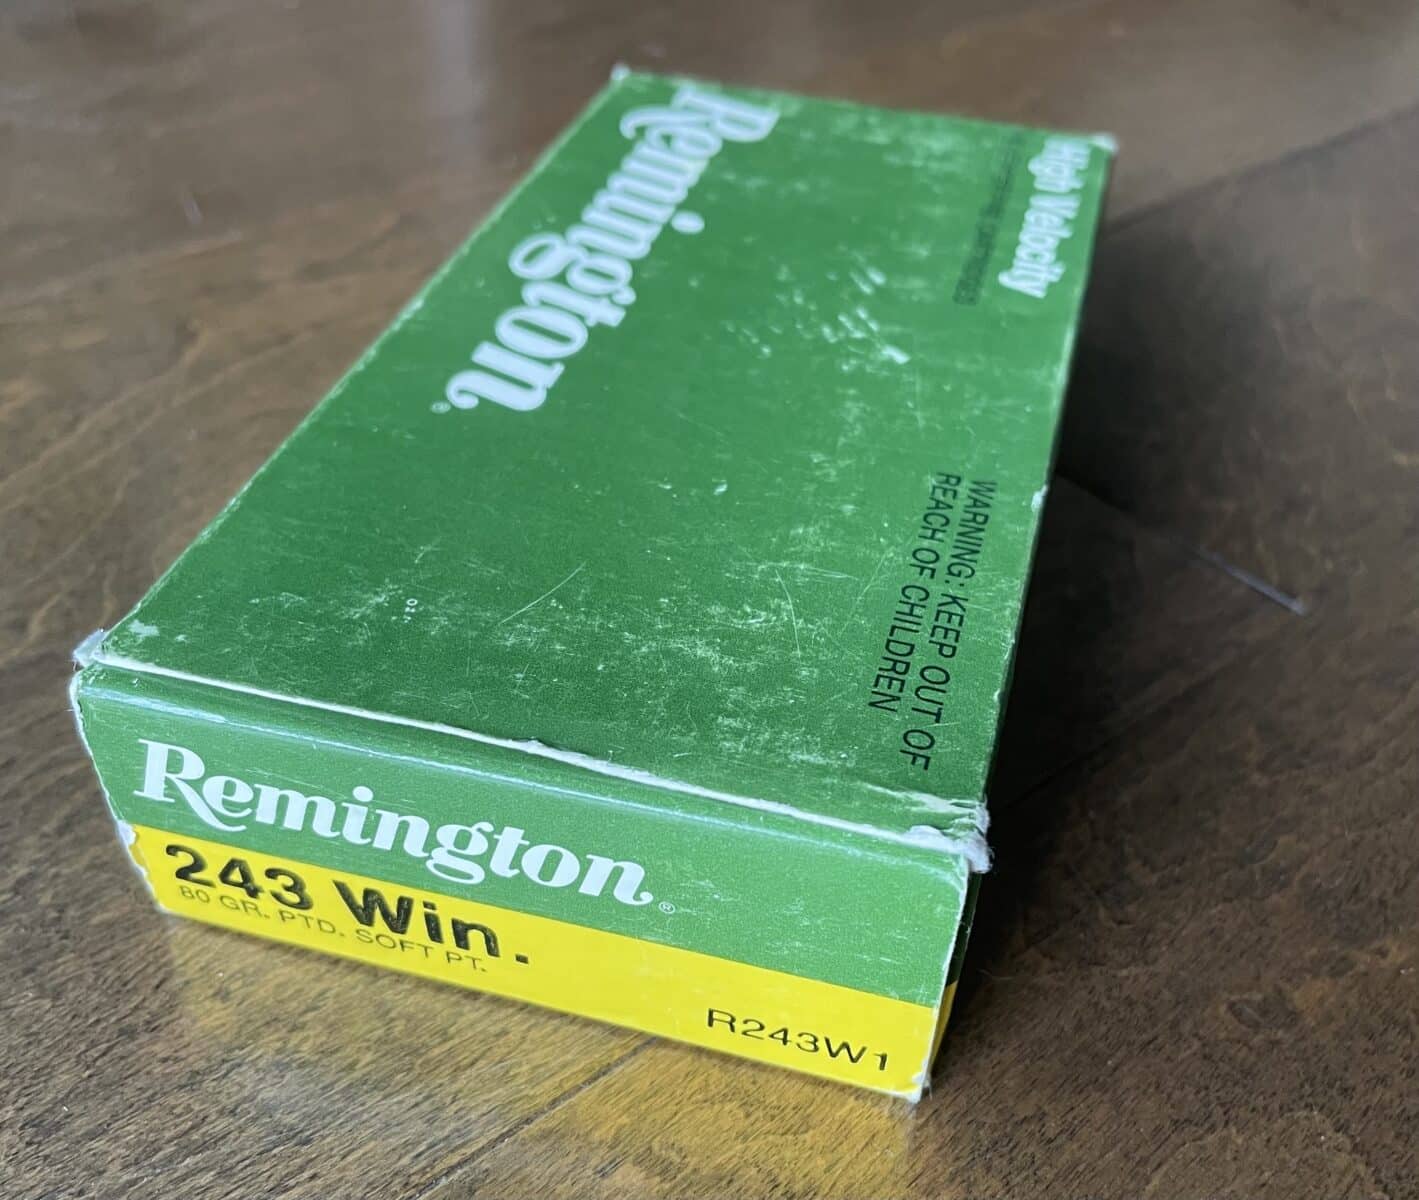 Remington®
High Velocity
WARNING: KEEP OUT OF
REACH OF CHILDREN
Remington®
243 Win.
80 GR. PTD. SOFT PT.
R243W1